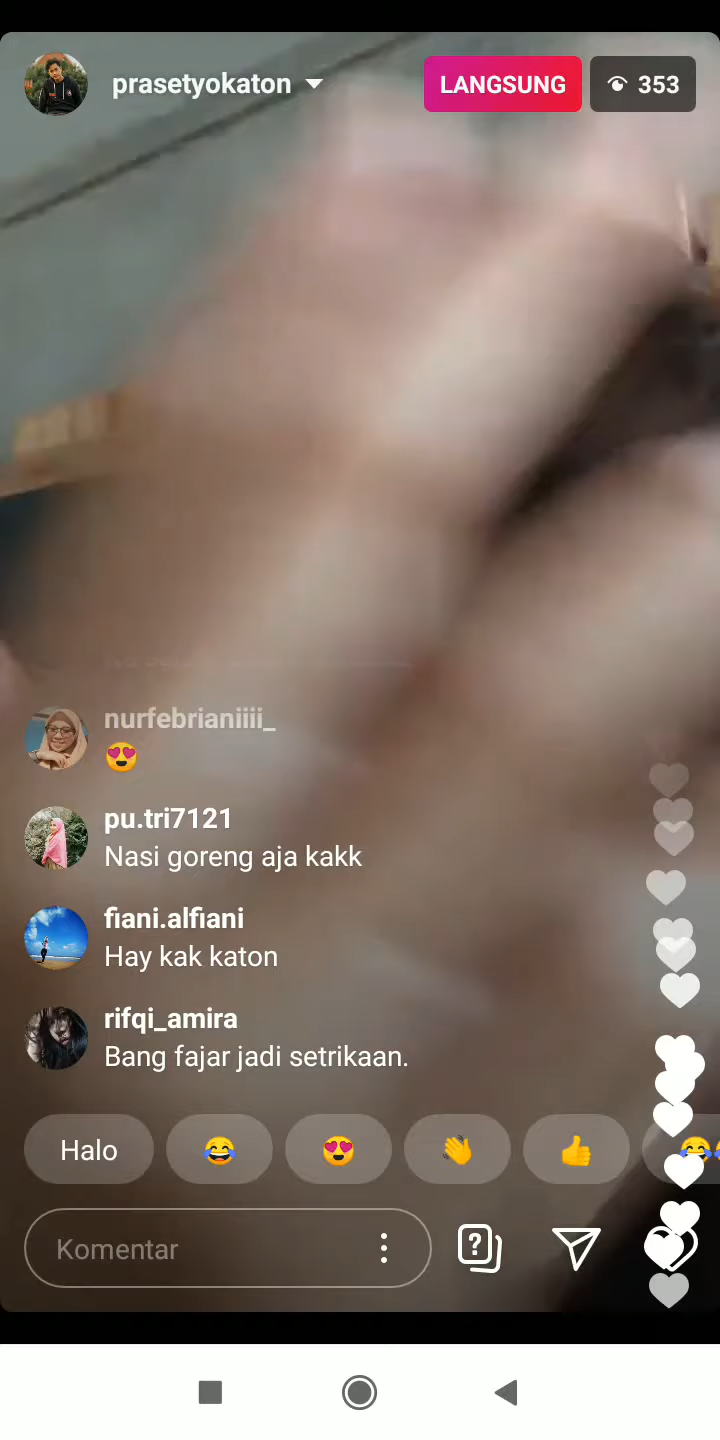 prasetyokaton
LANGSUNG
353
nurfebrianiiii_
😍
pu.tri7121
Nasi goreng aja kakk
fiani.alfiani
Hay kak katon
rifqi_amira
Bang fajar jadi setrikaan.
Halo 😂 😍 👋 👍 😂
Komentar
?